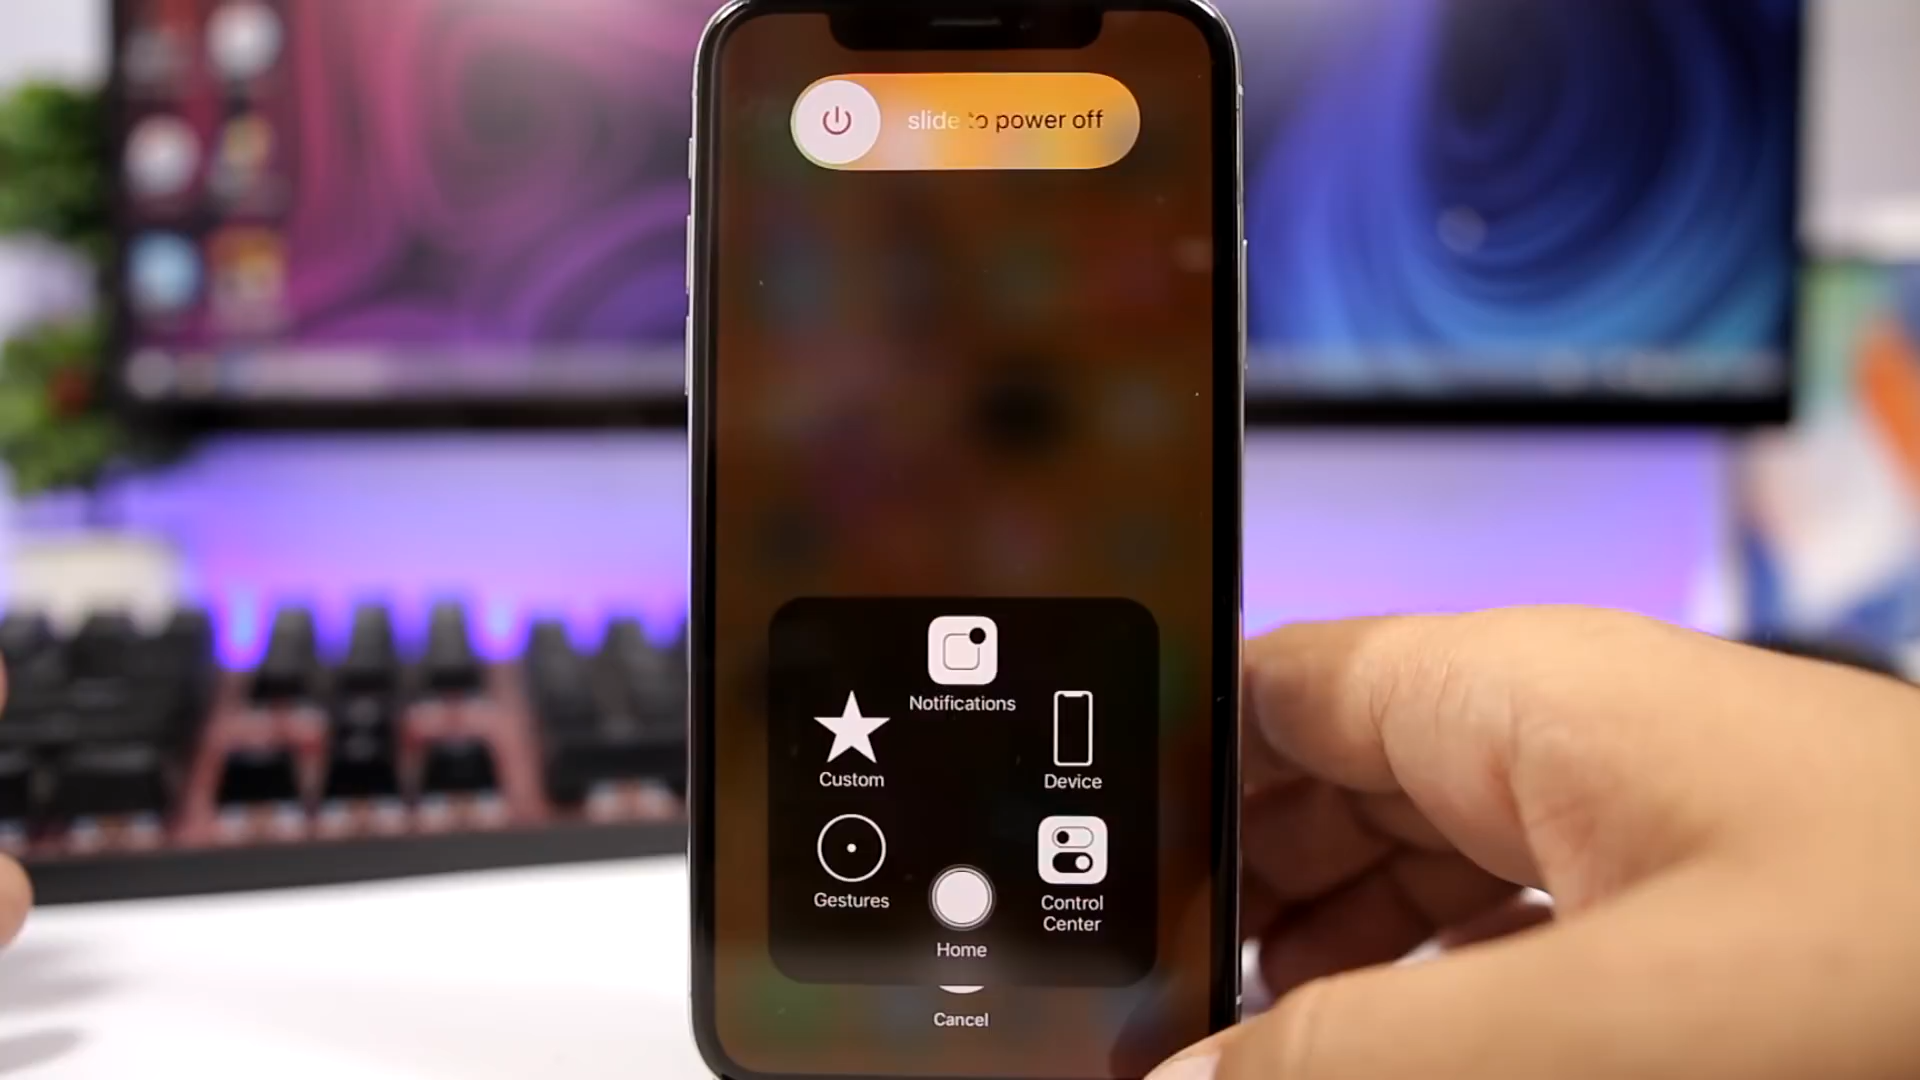 slide to power off
Notifications
Custom
Device
Gestures
Control
Center
Home
Cancel